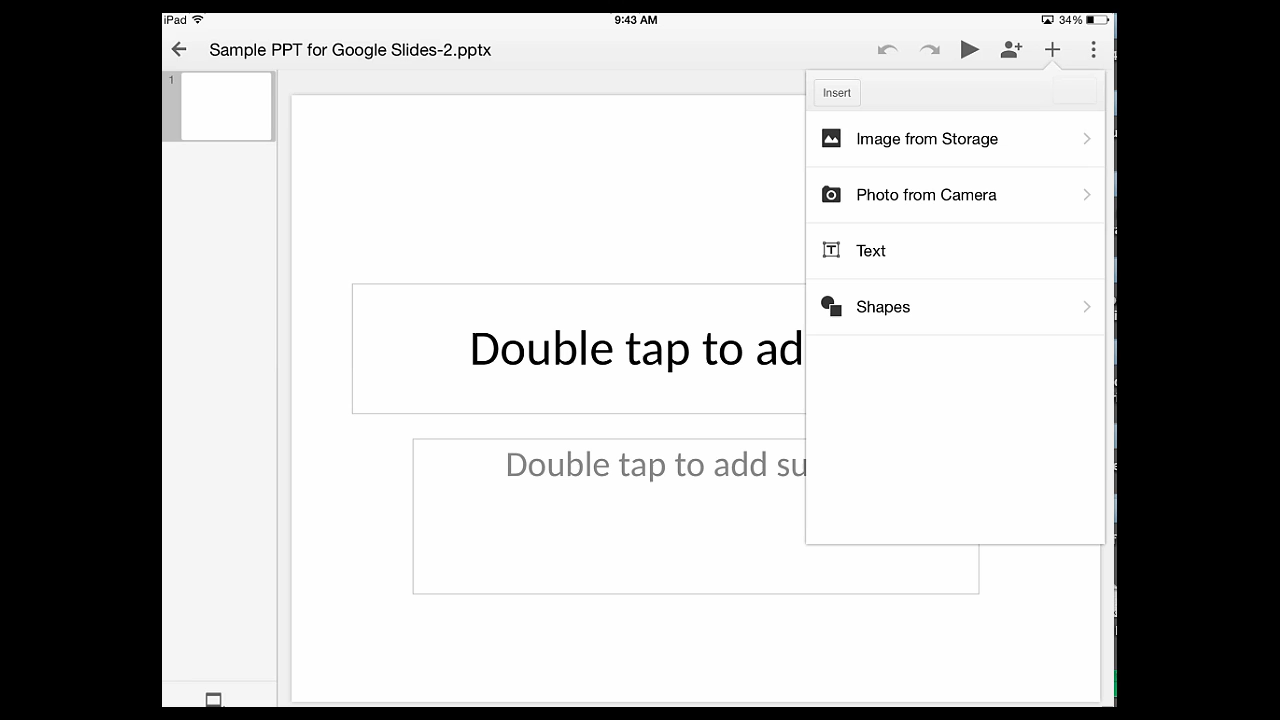 iPad
9:43 AM
34%
Sample PPT for Google Slides-2.pptx
1
Insert
Image from Storage
Photo from Camera
Text
Shapes
Double tap to ad
Double tap to add su